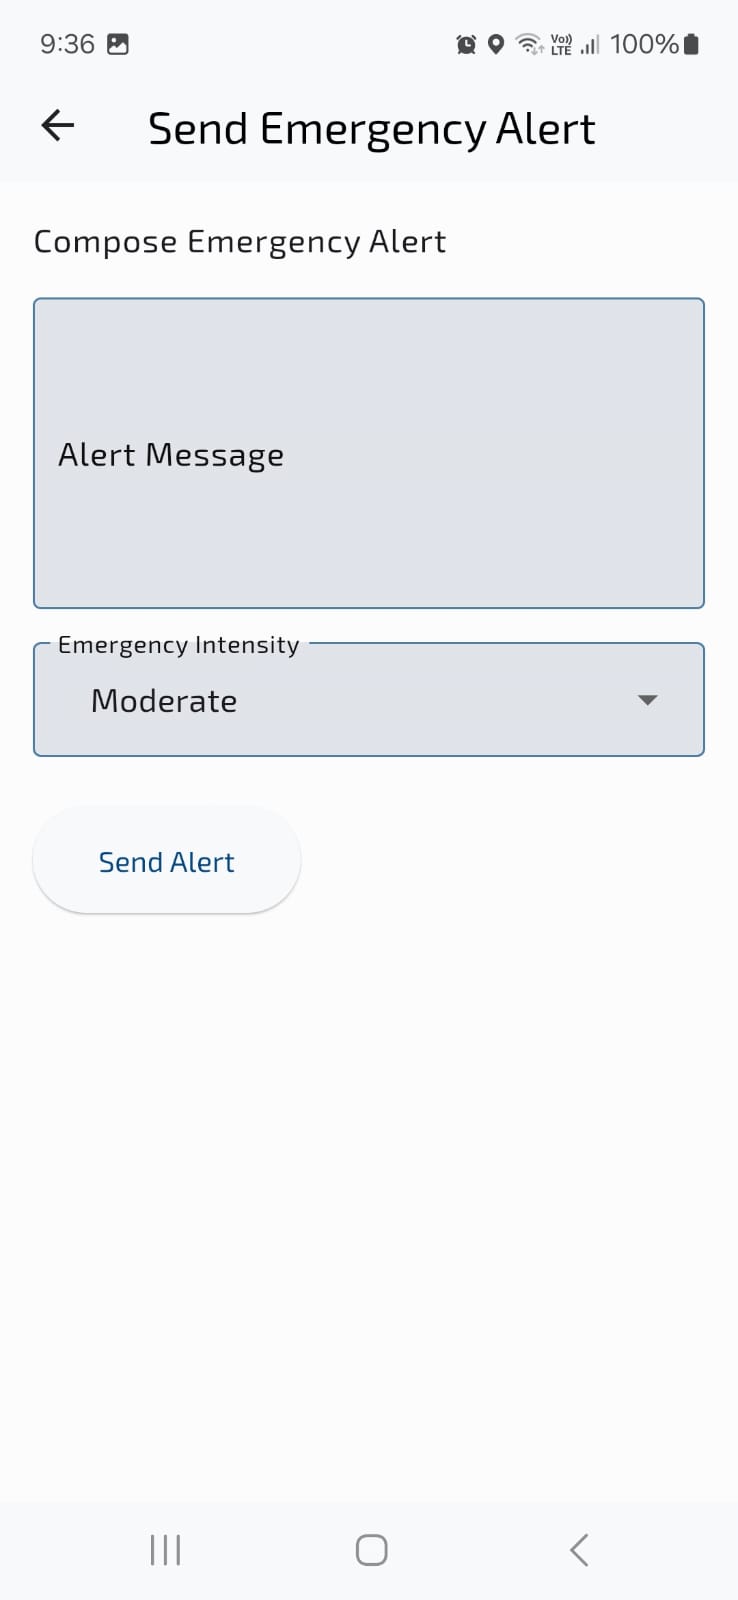 9:36 Vo)) LTE 100%
Send Emergency Alert
Compose Emergency Alert
Alert Message
Emergency Intensity
Moderate
Send Alert